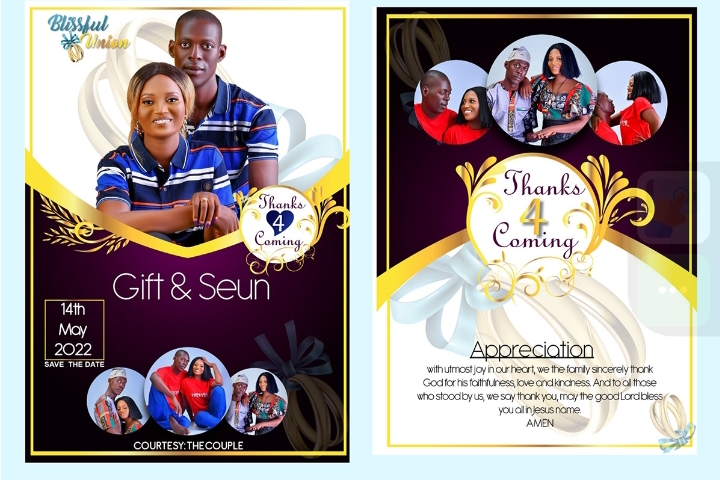 Blissful
Union
Thanks
4
Coming
Gift & Seun
14th
May
2022
SAVE THE DATE
COURTESY: THE COUPLE
Thanks
4
Coming
Appreciation
with utmost joy in our heart, we the family sincerely thank
God for his faithfulness, love and kindness. And to all those
who stood by us, we say thank you, may the good Lord bless
you all in jesus name.
AMEN